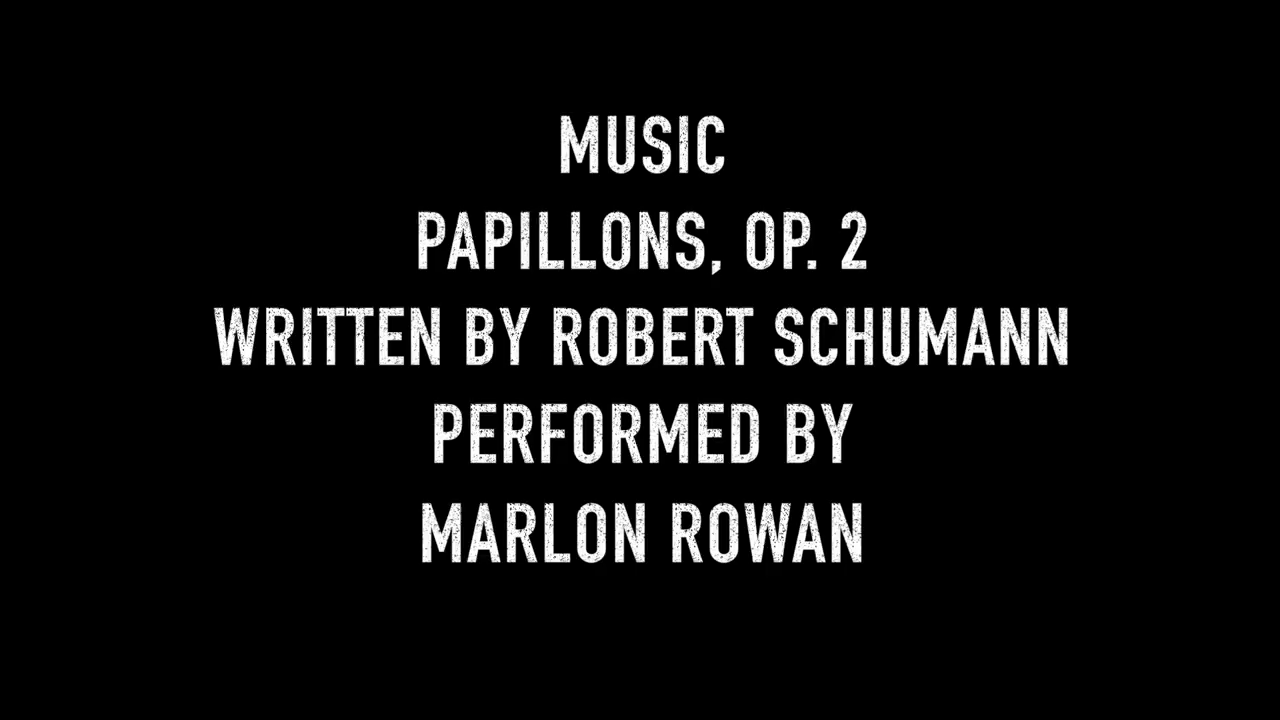 MUSIC
PAPILLONS, OP. 2
WRITTEN BY ROBERT SCHUMANN
PERFORMED BY
MARLON ROWAN